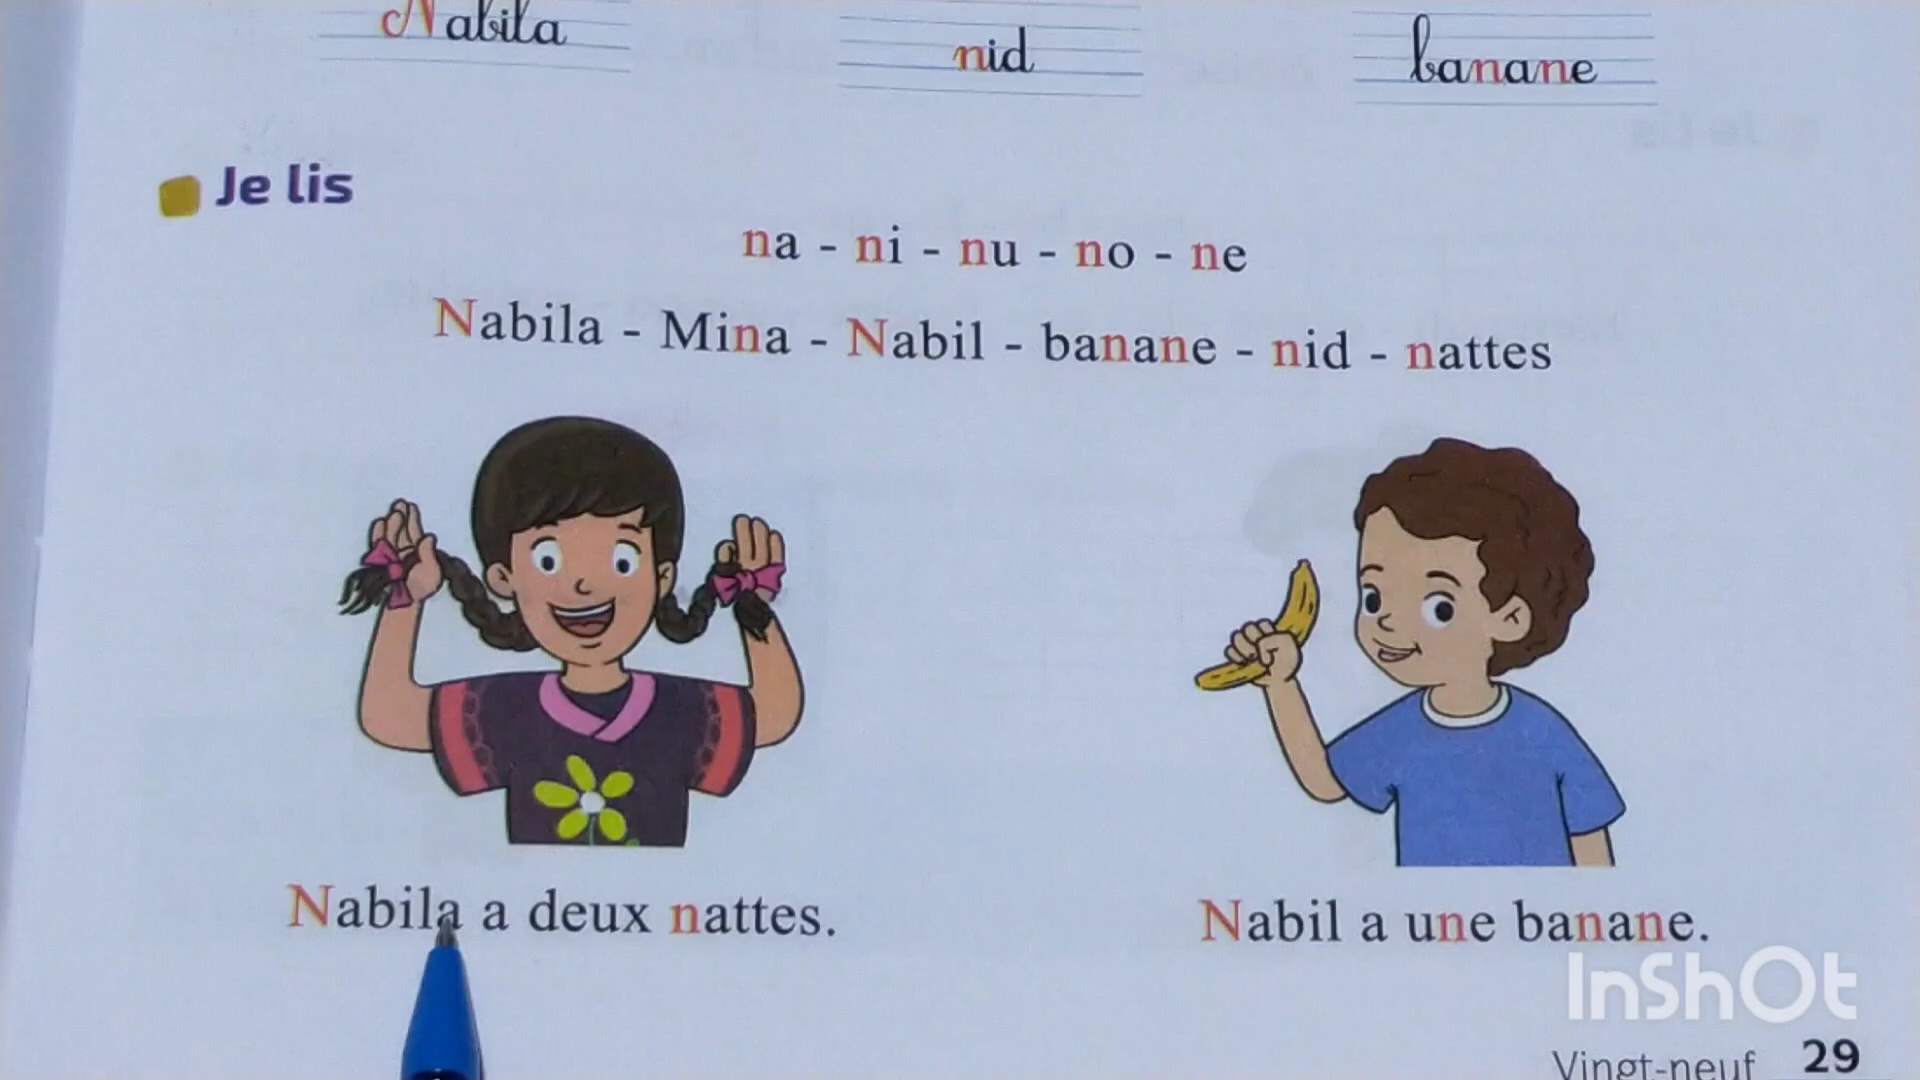 Nabila
nid
banane
Je lis
na - ni - nu - no - ne
Nabila - Mina - Nabil - banane - nid - nattes
Nabila a deux nattes.
Nabil a une banane.
InShOt
Vingt-neuf 29